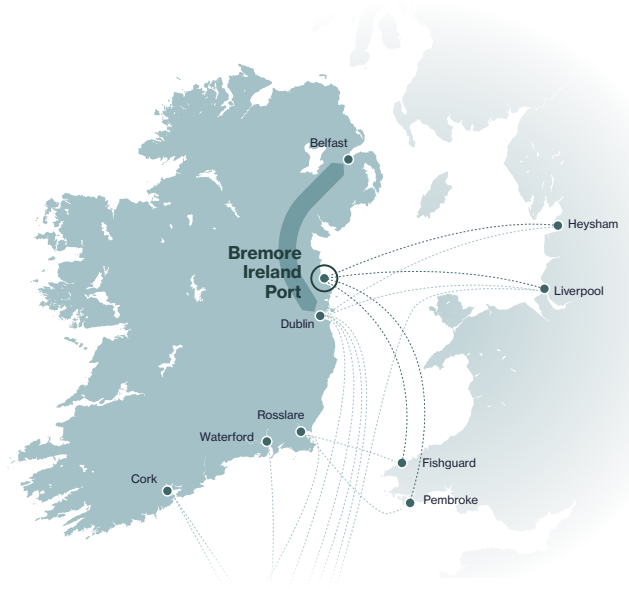 Belfast
Heysham
Bremore
Ireland
Port
Liverpool
Dublin
Rosslare
Waterford
Fishguard
Cork
Pembroke